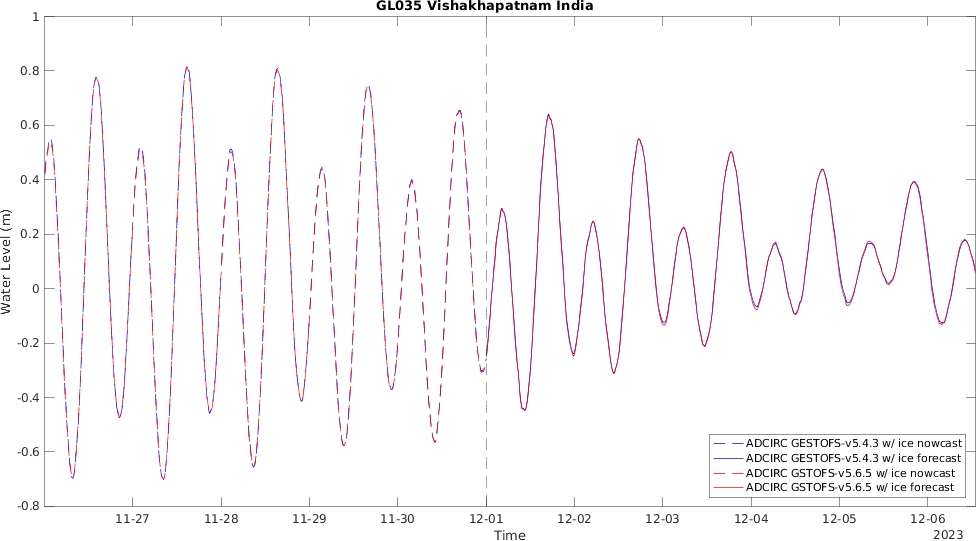 GL035 Vishakhapatnam India
Water Level (m)
1
0.8
0.6
0.4
0.2
0
-0.2
-0.4
-0.6
-0.8
ADCIRC GESTOFS-v5.4.3 w/ ice nowcast
ADCIRC GESTOFS-v5.4.3 w/ ice forecast
ADCIRC GSTOFS-v5.6.5 w/ ice nowcast
ADCIRC GSTOFS-v5.6.5 w/ ice forecast
11-27 11-28 11-29 11-30 12-01 12-02 12-03 12-04 12-05 12-06
Time
2023